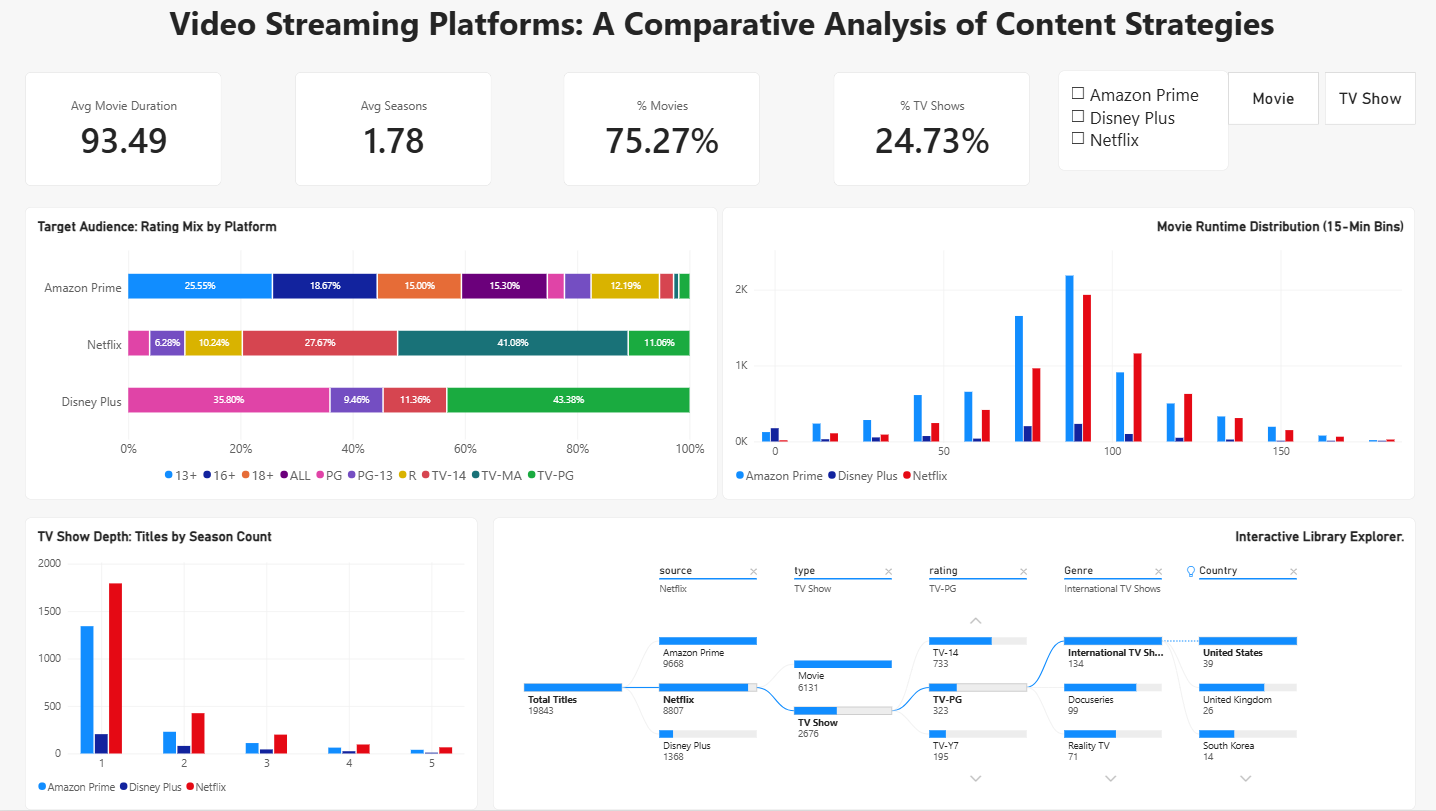 Video Streaming Platforms: A Comparative Analysis of Content Strategies
Avg Movie Duration
93.49
Avg Seasons
1.78
% Movies
75.27%
% TV Shows
24.73%
Amazon Prime
Disney Plus
Netflix
Movie
TV Show
Target Audience: Rating Mix by Platform
Amazon Prime 25.55% 18.67% 15.00% 15.30% 12.19%
Netflix 6.28% 10.24% 27.67% 41.08% 11.06%
Disney Plus 35.80% 9.46% 11.36% 43.38%
0% 20% 40% 60% 80% 100%
13+ 16+ 18+ ALL PG PG-13 R TV-14 TV-MA TV-PG
Movie Runtime Distribution (15-Min Bins)
2K
1K
0K
0 50 100 150
Amazon Prime Disney Plus Netflix
TV Show Depth: Titles by Season Count
2000
1500
1000
500
0
1 2 3 4 5
Amazon Prime Disney Plus Netflix
Interactive Library Explorer.
source type rating Genre Country
Netflix TV Show TV-PG International TV Shows
Total Titles
19843
Amazon Prime
9668
Netflix
8807
Disney Plus
1368
Movie
6131
TV Show
2676
TV-14
733
TV-PG
323
TV-Y7
195
International TV Sh...
134
Docuseries
99
Reality TV
71
United States
39
United Kingdom
26
South Korea
14